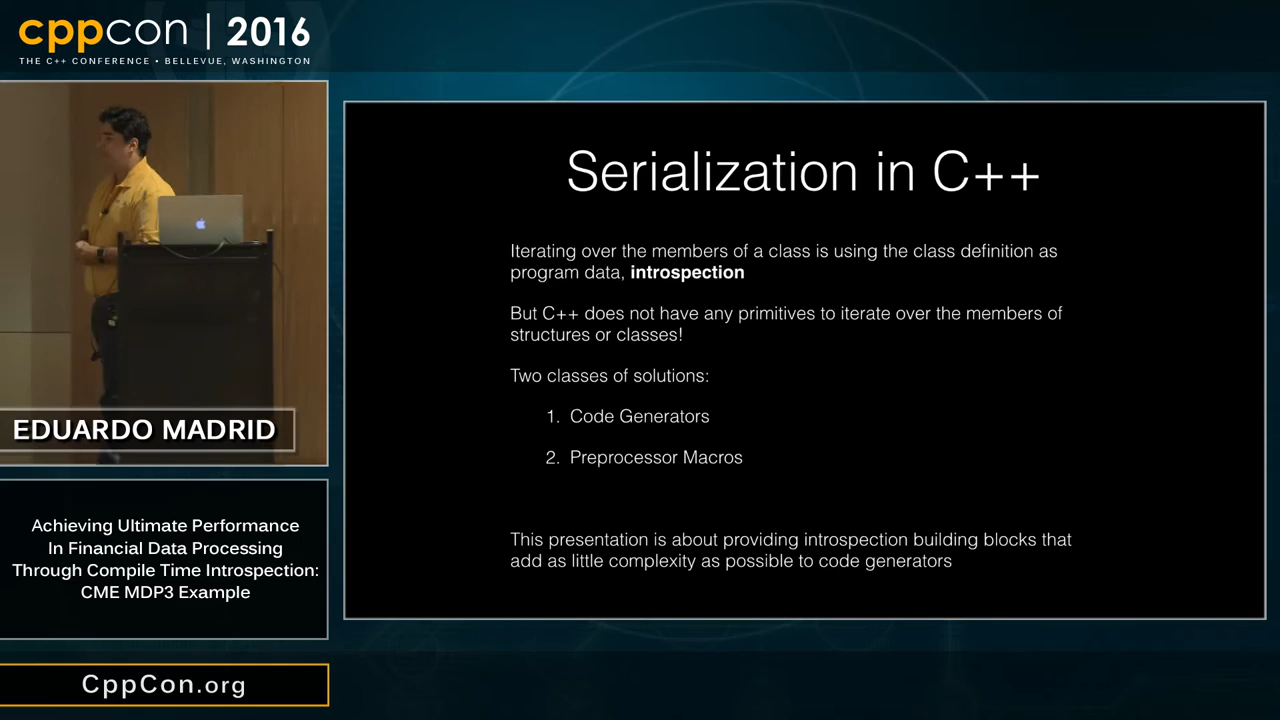 cppcon | 2016
THE C++ CONFERENCE • BELLEVUE, WASHINGTON
EDUARDO MADRID
Achieving Ultimate Performance
In Financial Data Processing
Through Compile Time Introspection:
CME MDP3 Example
CppCon.org
Serialization in C++
Iterating over the members of a class is using the class definition as
program data, introspection
But C++ does not have any primitives to iterate over the members of
structures or classes!
Two classes of solutions:
1. Code Generators
2. Preprocessor Macros
This presentation is about providing introspection building blocks that
add as little complexity as possible to code generators